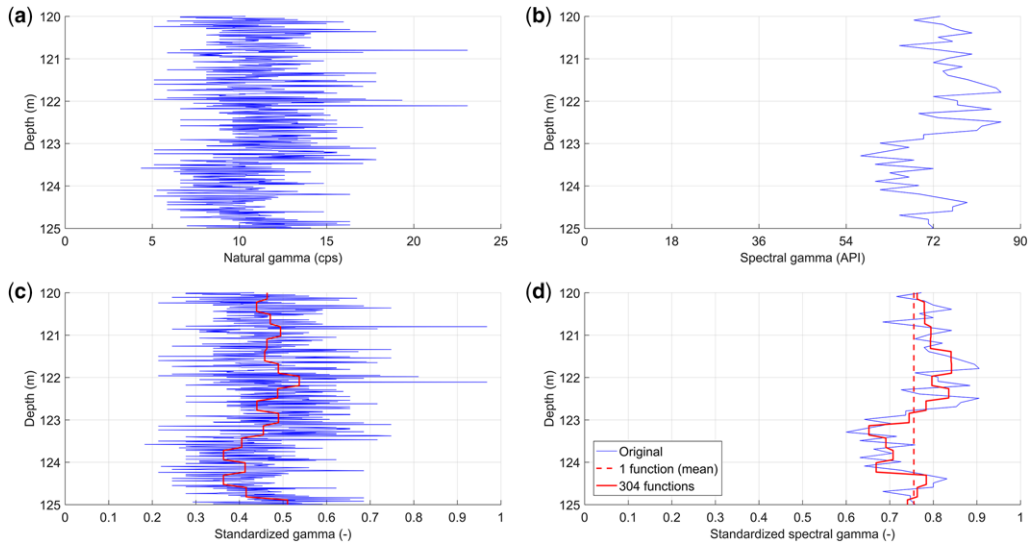 (a)
120
121
122
123
124
125
Depth (m)
0 5 10 15 20 25
Natural gamma (cps)
(b)
120
121
122
123
124
125
Depth (m)
0 18 36 54 72 90
Spectral gamma (API)
(c)
120
121
122
123
124
125
Depth (m)
0 0.1 0.2 0.3 0.4 0.5 0.6 0.7 0.8 0.9 1
Standardized gamma (-)
(d)
120
121
122
123
124
125
Depth (m)
Original
1 function (mean)
304 functions
0 0.1 0.2 0.3 0.4 0.5 0.6 0.7 0.8 0.9 1
Standardized spectral gamma (-)